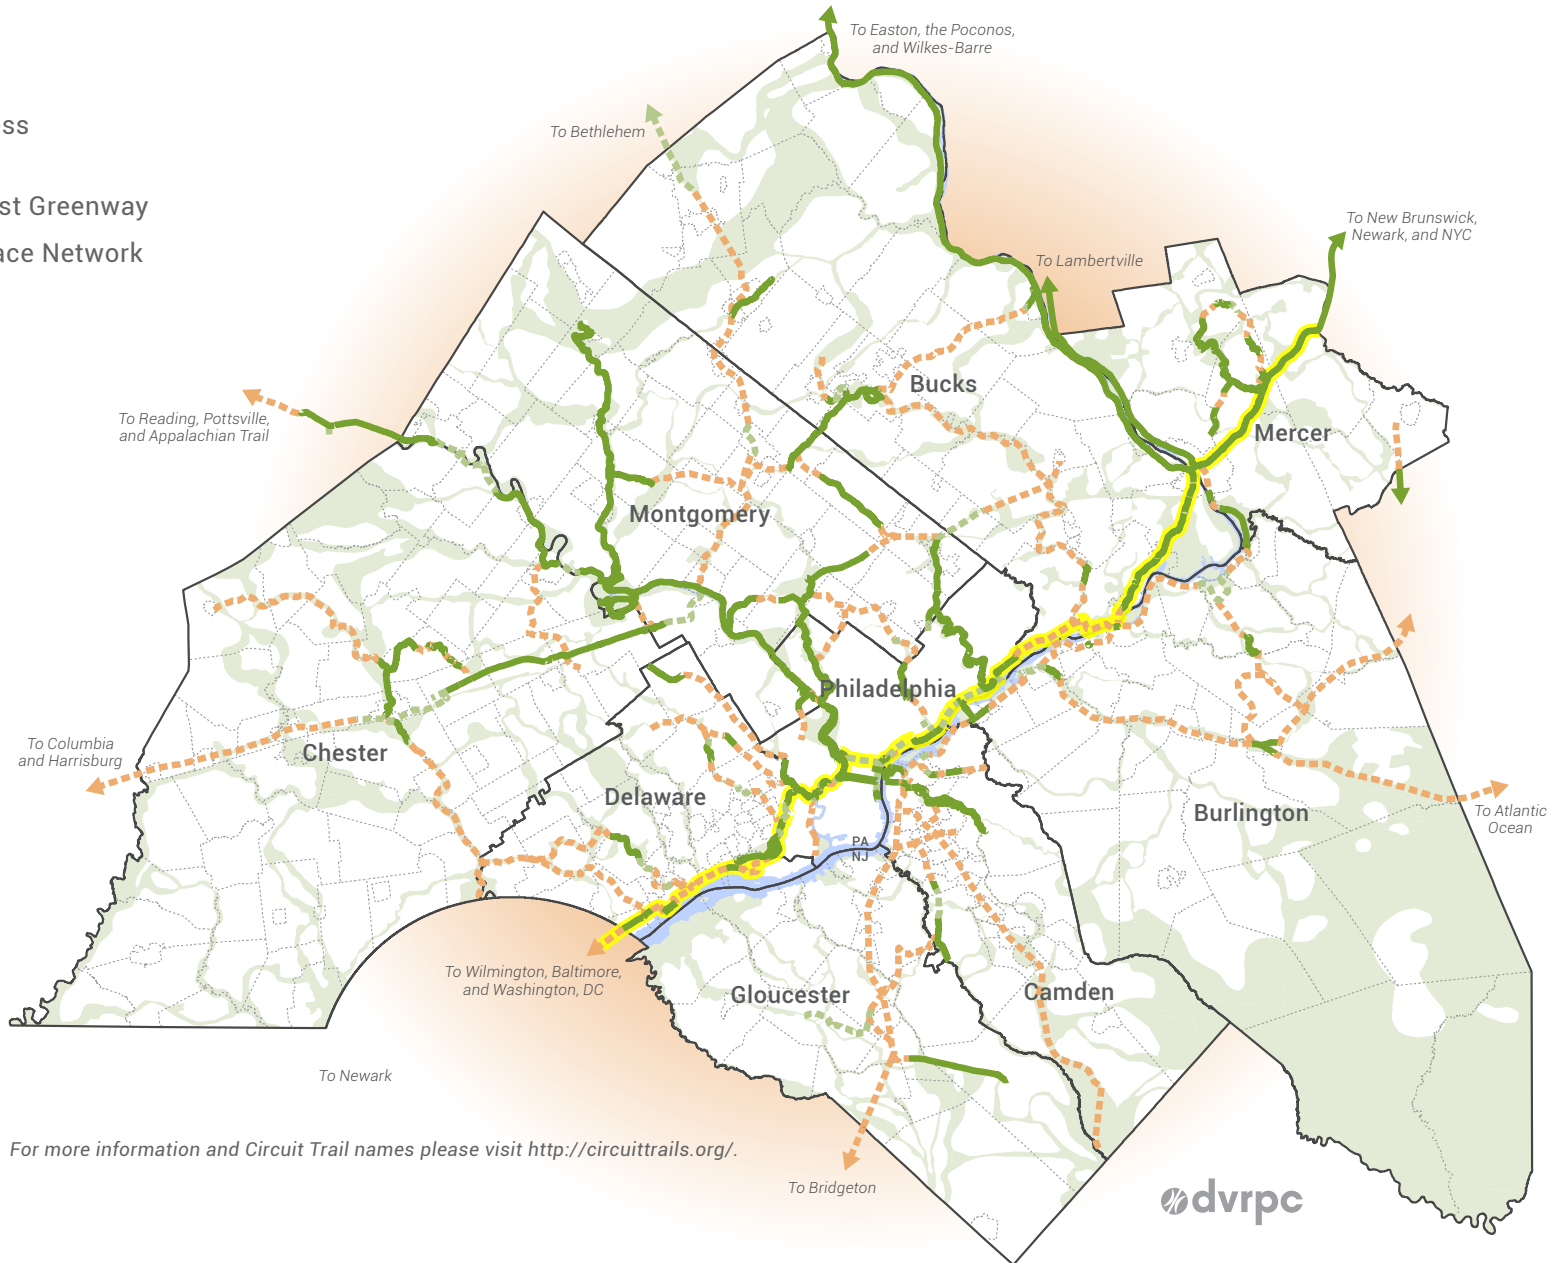 To Easton, the Poconos,
and Wilkes-Barre
ss
To Bethlehem
st Greenway
To New Brunswick,
Newark, and NYC
ace Network
To Lambertville
Bucks
To Reading, Pottsville,
and Appalachian Trail
Mercer
Montgomery
Philadelphia
To Columbia
and Harrisburg
Chester
Delaware
Burlington
To Atlantic
Ocean
PA
NJ
To Wilmington, Baltimore,
and Washington, DC
Gloucester
Camden
To Newark
For more information and Circuit Trail names please visit http://circuittrails.org/.
To Bridgeton
dvrpc